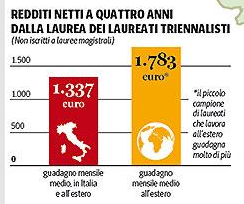 REDDITI NETTI A QUATTRO ANNI
DALLA LAUREA DEI LAUREATI TRIENNALISTI
(Non iscritti a lauree magistrali)
1.500
1.000
500
0
1.337
euro
1.783
euro*
*il piccolo
campione
di laureati
che lavora
all'estero
guadagna
molto di più
guadagno mensile
medio, in Italia
e all'estero
guadagno mensile
medio all'estero